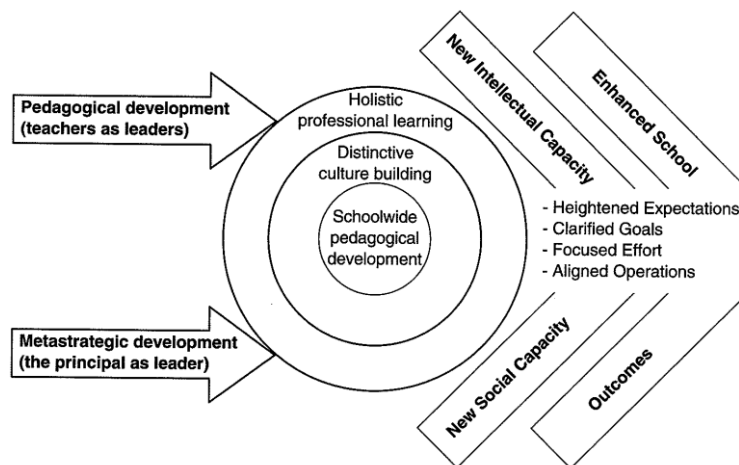 Pedagogical development
(teachers as leaders)
Metastrategic development
(the principal as leader)
Holistic
professional learning
Distinctive
culture building
Schoolwide
pedagogical
development
New Intellectual Capacity
Enhanced School
- Heightened Expectations
- Clarified Goals
- Focused Effort
- Aligned Operations
New Social Capacity
Outcomes